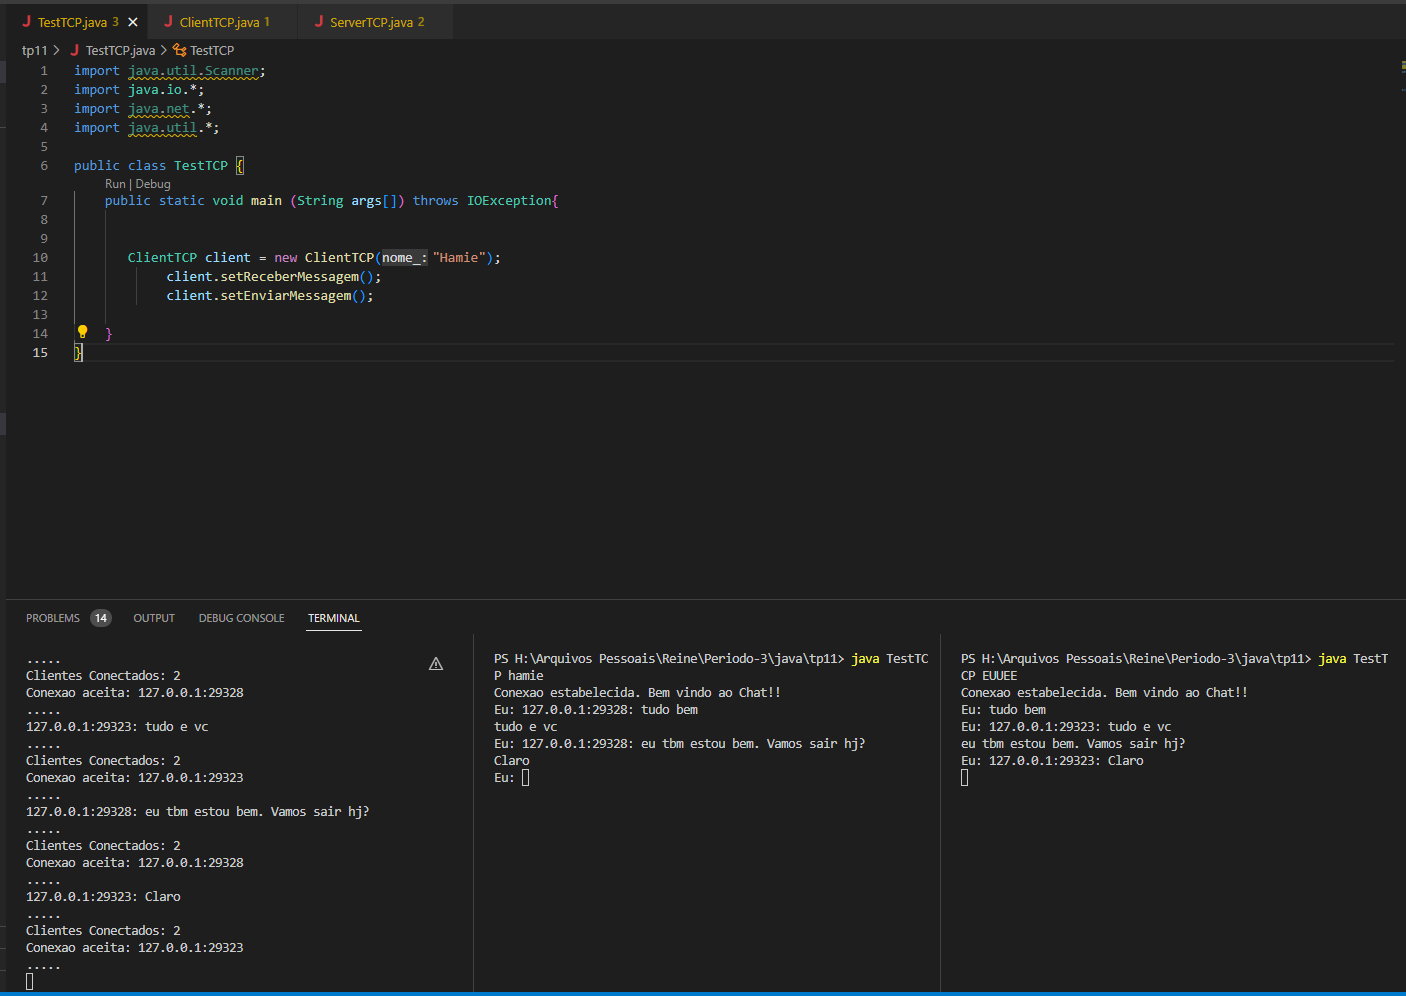 TestTCP.java 3
ClientTCP.java 1
ServerTCP.java 2
tp11 > TestTCP.java > TestTCP
1 import java.util.Scanner;
2 import java.io.*;
3 import java.net.*;
4 import java.util.*;
5
6 public class TestTCP {
Run | Debug
7 public static void main (String args[]) throws IOException{
8
9
10 ClientTCP client = new ClientTCP(nome_: "Hamie");
11 client.setReceberMessagem();
12 client.setEnviarMessagem();
13
14 }
15 }
PROBLEMS 14 OUTPUT DEBUG CONSOLE TERMINAL
.....
Clientes Conectados: 2
Conexao aceita: 127.0.0.1:29328
.....
127.0.0.1:29323: tudo e vc
.....
Clientes Conectados: 2
Conexao aceita: 127.0.0.1:29323
.....
127.0.0.1:29328: eu tbm estou bem. Vamos sair hj?
.....
Clientes Conectados: 2
Conexao aceita: 127.0.0.1:29328
.....
127.0.0.1:29323: Claro
.....
Clientes Conectados: 2
Conexao aceita: 127.0.0.1:29323
.....
PS H:\Arquivos Pessoais\Reine\Periodo-3\java\tp11> java TestTC
P hamie
Conexao estabelecida. Bem vindo ao Chat!!
Eu: 127.0.0.1:29328: tudo bem
tudo e vc
Eu: 127.0.0.1:29328: eu tbm estou bem. Vamos sair hj?
Claro
Eu:
PS H:\Arquivos Pessoais\Reine\Periodo-3\java\tp11> java TestT
CP EUUEE
Conexao estabelecida. Bem vindo ao Chat!!
Eu: tudo bem
Eu: 127.0.0.1:29323: tudo e vc
eu tbm estou bem. Vamos sair hj?
Eu: 127.0.0.1:29323: Claro